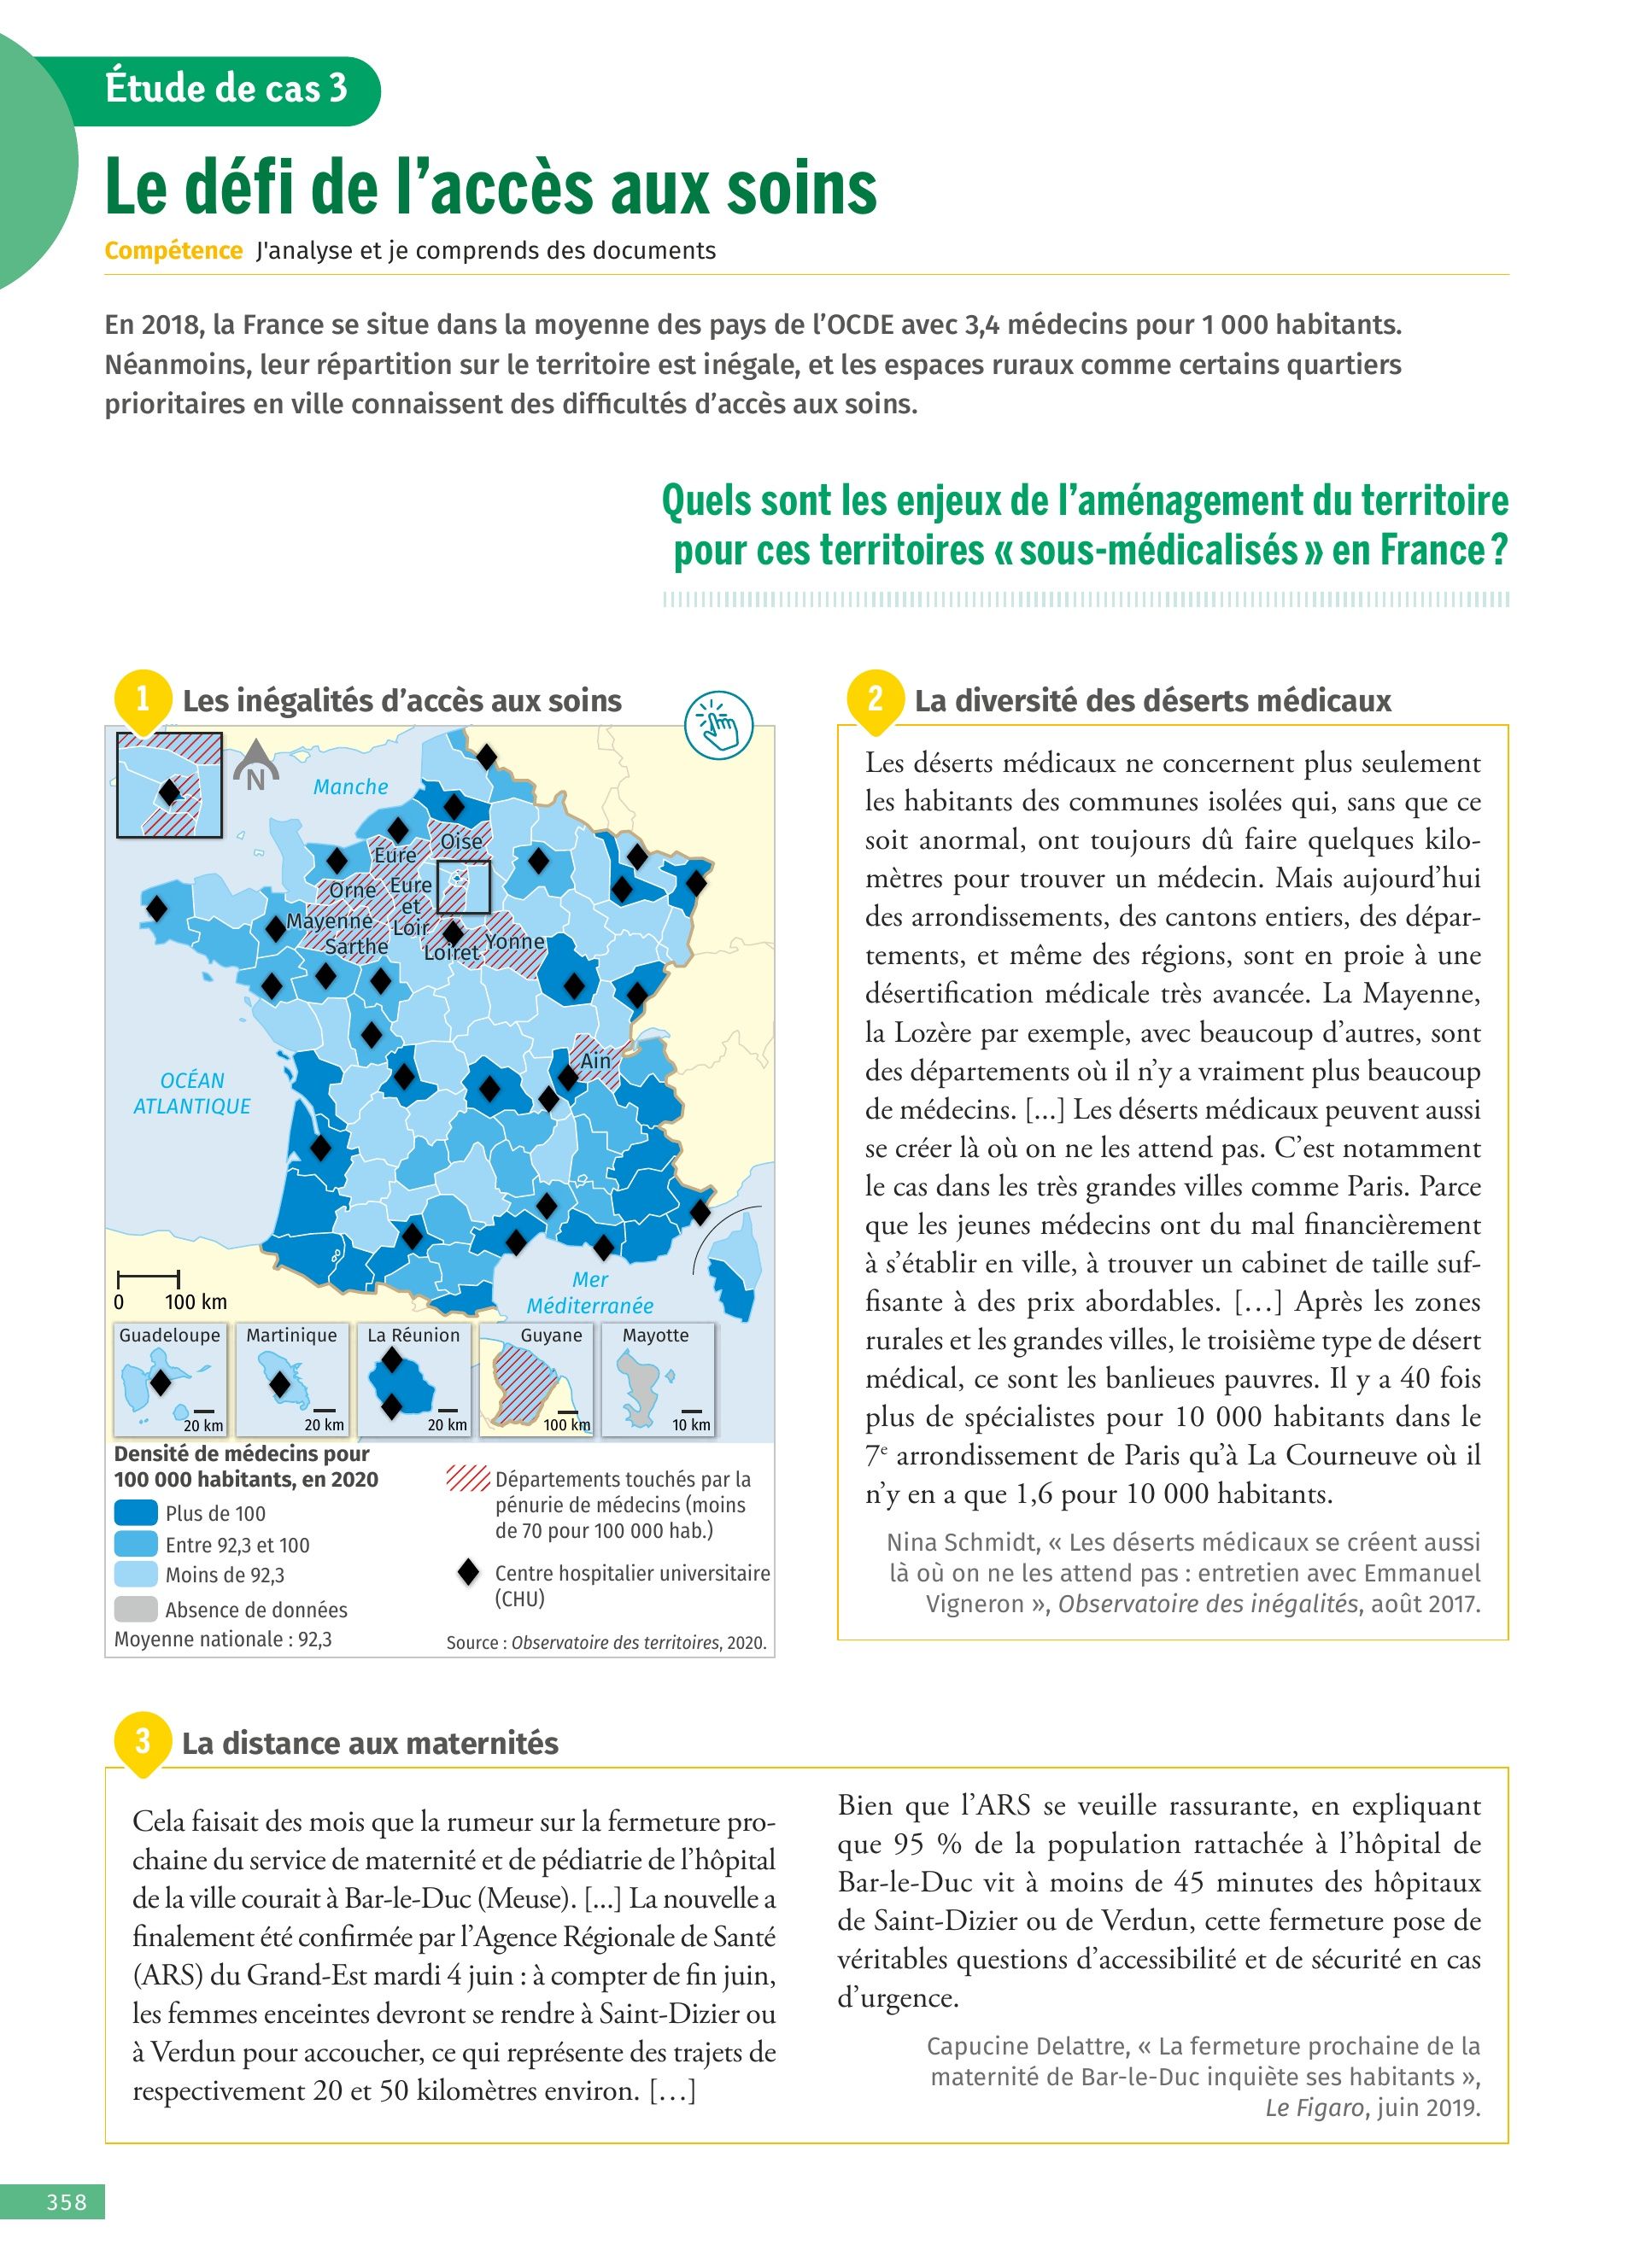 Étude de cas 3
Le défi de l’accès aux soins
Compétence J'analyse et je comprends des documents
En 2018, la France se situe dans la moyenne des pays de l’OCDE avec 3,4 médecins pour 1 000 habitants.
Néanmoins, leur répartition sur le territoire est inégale, et les espaces ruraux comme certains quartiers
prioritaires en ville connaissent des difficultés d’accès aux soins.
Quels sont les enjeux de l’aménagement du territoire
pour ces territoires « sous-médicalisés » en France ?
1 Les inégalités d’accès aux soins
N
Manche
Oise
Eure
Orne
Eure
et
Loir
Mayenne
Sarthe
Loiret
Yonne
Ain
OCÉAN
ATLANTIQUE
Mer
Méditerranée
0 100 km
Guadeloupe
20 km
Martinique
20 km
La Réunion
20 km
Guyane
100 km
Mayotte
10 km
Densité de médecins pour
100 000 habitants, en 2020
Plus de 100
Entre 92,3 et 100
Moins de 92,3
Absence de données
Moyenne nationale : 92,3
Départements touchés par la
pénurie de médecins (moins
de 70 pour 100 000 hab.)
Centre hospitalier universitaire
(CHU)
Source : Observatoire des territoires, 2020.
2 La diversité des déserts médicaux
Les déserts médicaux ne concernent plus seulement
les habitants des communes isolées qui, sans que ce
soit anormal, ont toujours dû faire quelques kilo-
mètres pour trouver un médecin. Mais aujourd’hui
des arrondissements, des cantons entiers, des dépar-
tements, et même des régions, sont en proie à une
désertification médicale très avancée. La Mayenne,
la Lozère par exemple, avec beaucoup d’autres, sont
des départements où il n’y a vraiment plus beaucoup
de médecins. [...] Les déserts médicaux peuvent aussi
se créer là où on ne les attend pas. C’est notamment
le cas dans les très grandes villes comme Paris. Parce
que les jeunes médecins ont du mal financièrement
à s’établir en ville, à trouver un cabinet de taille suf-
fisante à des prix abordables. […] Après les zones
rurales et les grandes villes, le troisième type de désert
médical, ce sont les banlieues pauvres. Il y a 40 fois
plus de spécialistes pour 10 000 habitants dans le
7e arrondissement de Paris qu’à La Courneuve où il
n’y en a que 1,6 pour 10 000 habitants.
Nina Schmidt, « Les déserts médicaux se créent aussi
là où on ne les attend pas : entretien avec Emmanuel
Vigneron », Observatoire des inégalités, août 2017.
3 La distance aux maternités
Cela faisait des mois que la rumeur sur la fermeture pro-
chaine du service de maternité et de pédiatrie de l’hôpital
de la ville courait à Bar-le-Duc (Meuse). [...] La nouvelle a
finalement été confirmée par l’Agence Régionale de Santé
(ARS) du Grand-Est mardi 4 juin : à compter de fin juin,
les femmes enceintes devront se rendre à Saint-Dizier ou
à Verdun pour accoucher, ce qui représente des trajets de
respectivement 20 et 50 kilomètres environ. […]
Bien que l’ARS se veuille rassurante, en expliquant
que 95 % de la population rattachée à l’hôpital de
Bar-le-Duc vit à moins de 45 minutes des hôpitaux
de Saint-Dizier ou de Verdun, cette fermeture pose de
véritables questions d’accessibilité et de sécurité en cas
d’urgence.
Capucine Delattre, « La fermeture prochaine de la
maternité de Bar-le-Duc inquiète ses habitants »,
Le Figaro, juin 2019.
358